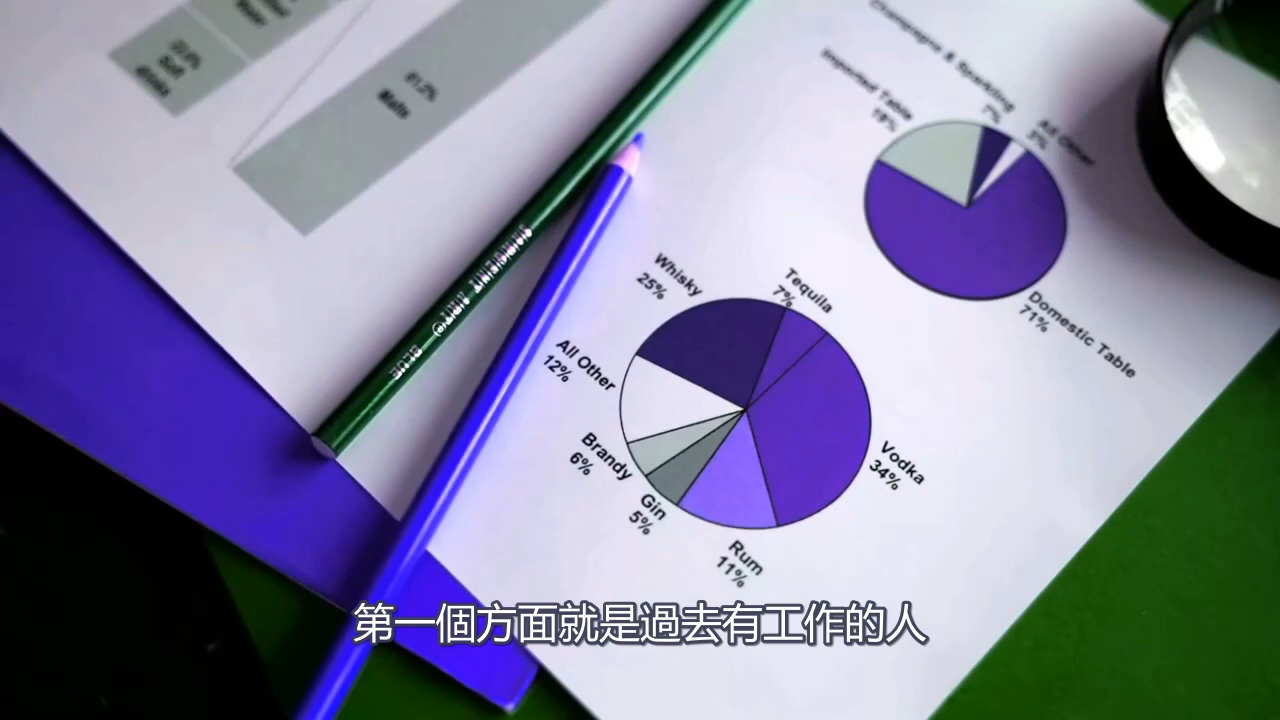 Malts
Champagne & Sparkling
7%
Imported Table
All Other
3%
Domestic Table
71%
Whisky
25%
Tequila
7%
All Other
12%
Vodka
34%
Brandy
6%
Gin
5%
Rum
11%
BLUE
第一個方面就是過去有工作的人